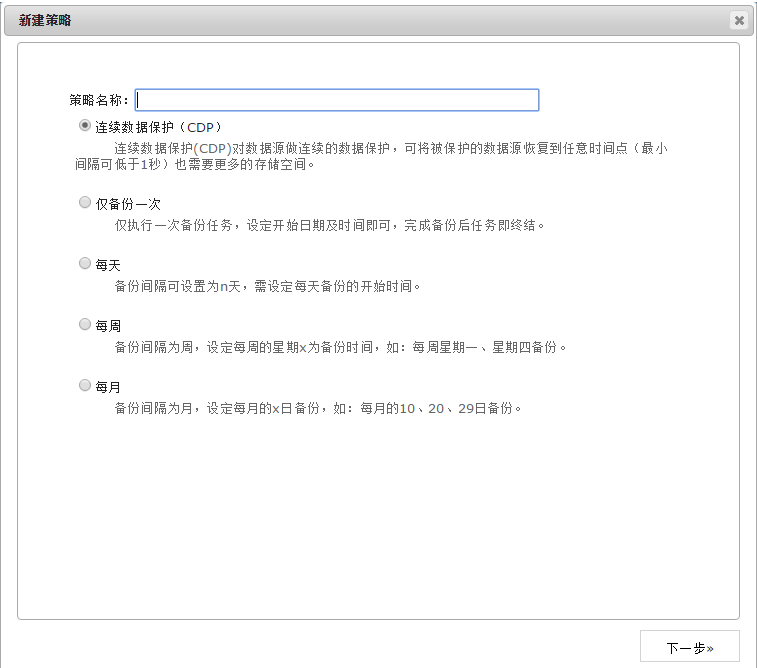 新建策略
策略名称：
连续数据保护（CDP）
连续数据保护(CDP)对数据源做连续的数据保护，可将被保护的数据源恢复到任意时间点（最小
间隔可低于1秒）也需要更多的存储空间。
仅备份一次
仅执行一次备份任务，设定开始日期及时间即可，完成备份后任务即终结。
每天
备份间隔可设置为n天，需设定每天备份的开始时间。
每周
备份间隔为周，设定每周的星期x为备份时间，如：每周星期一、星期四备份。
每月
备份间隔为月，设定每月的x日备份，如：每月的10、20、29日备份。
下一步»